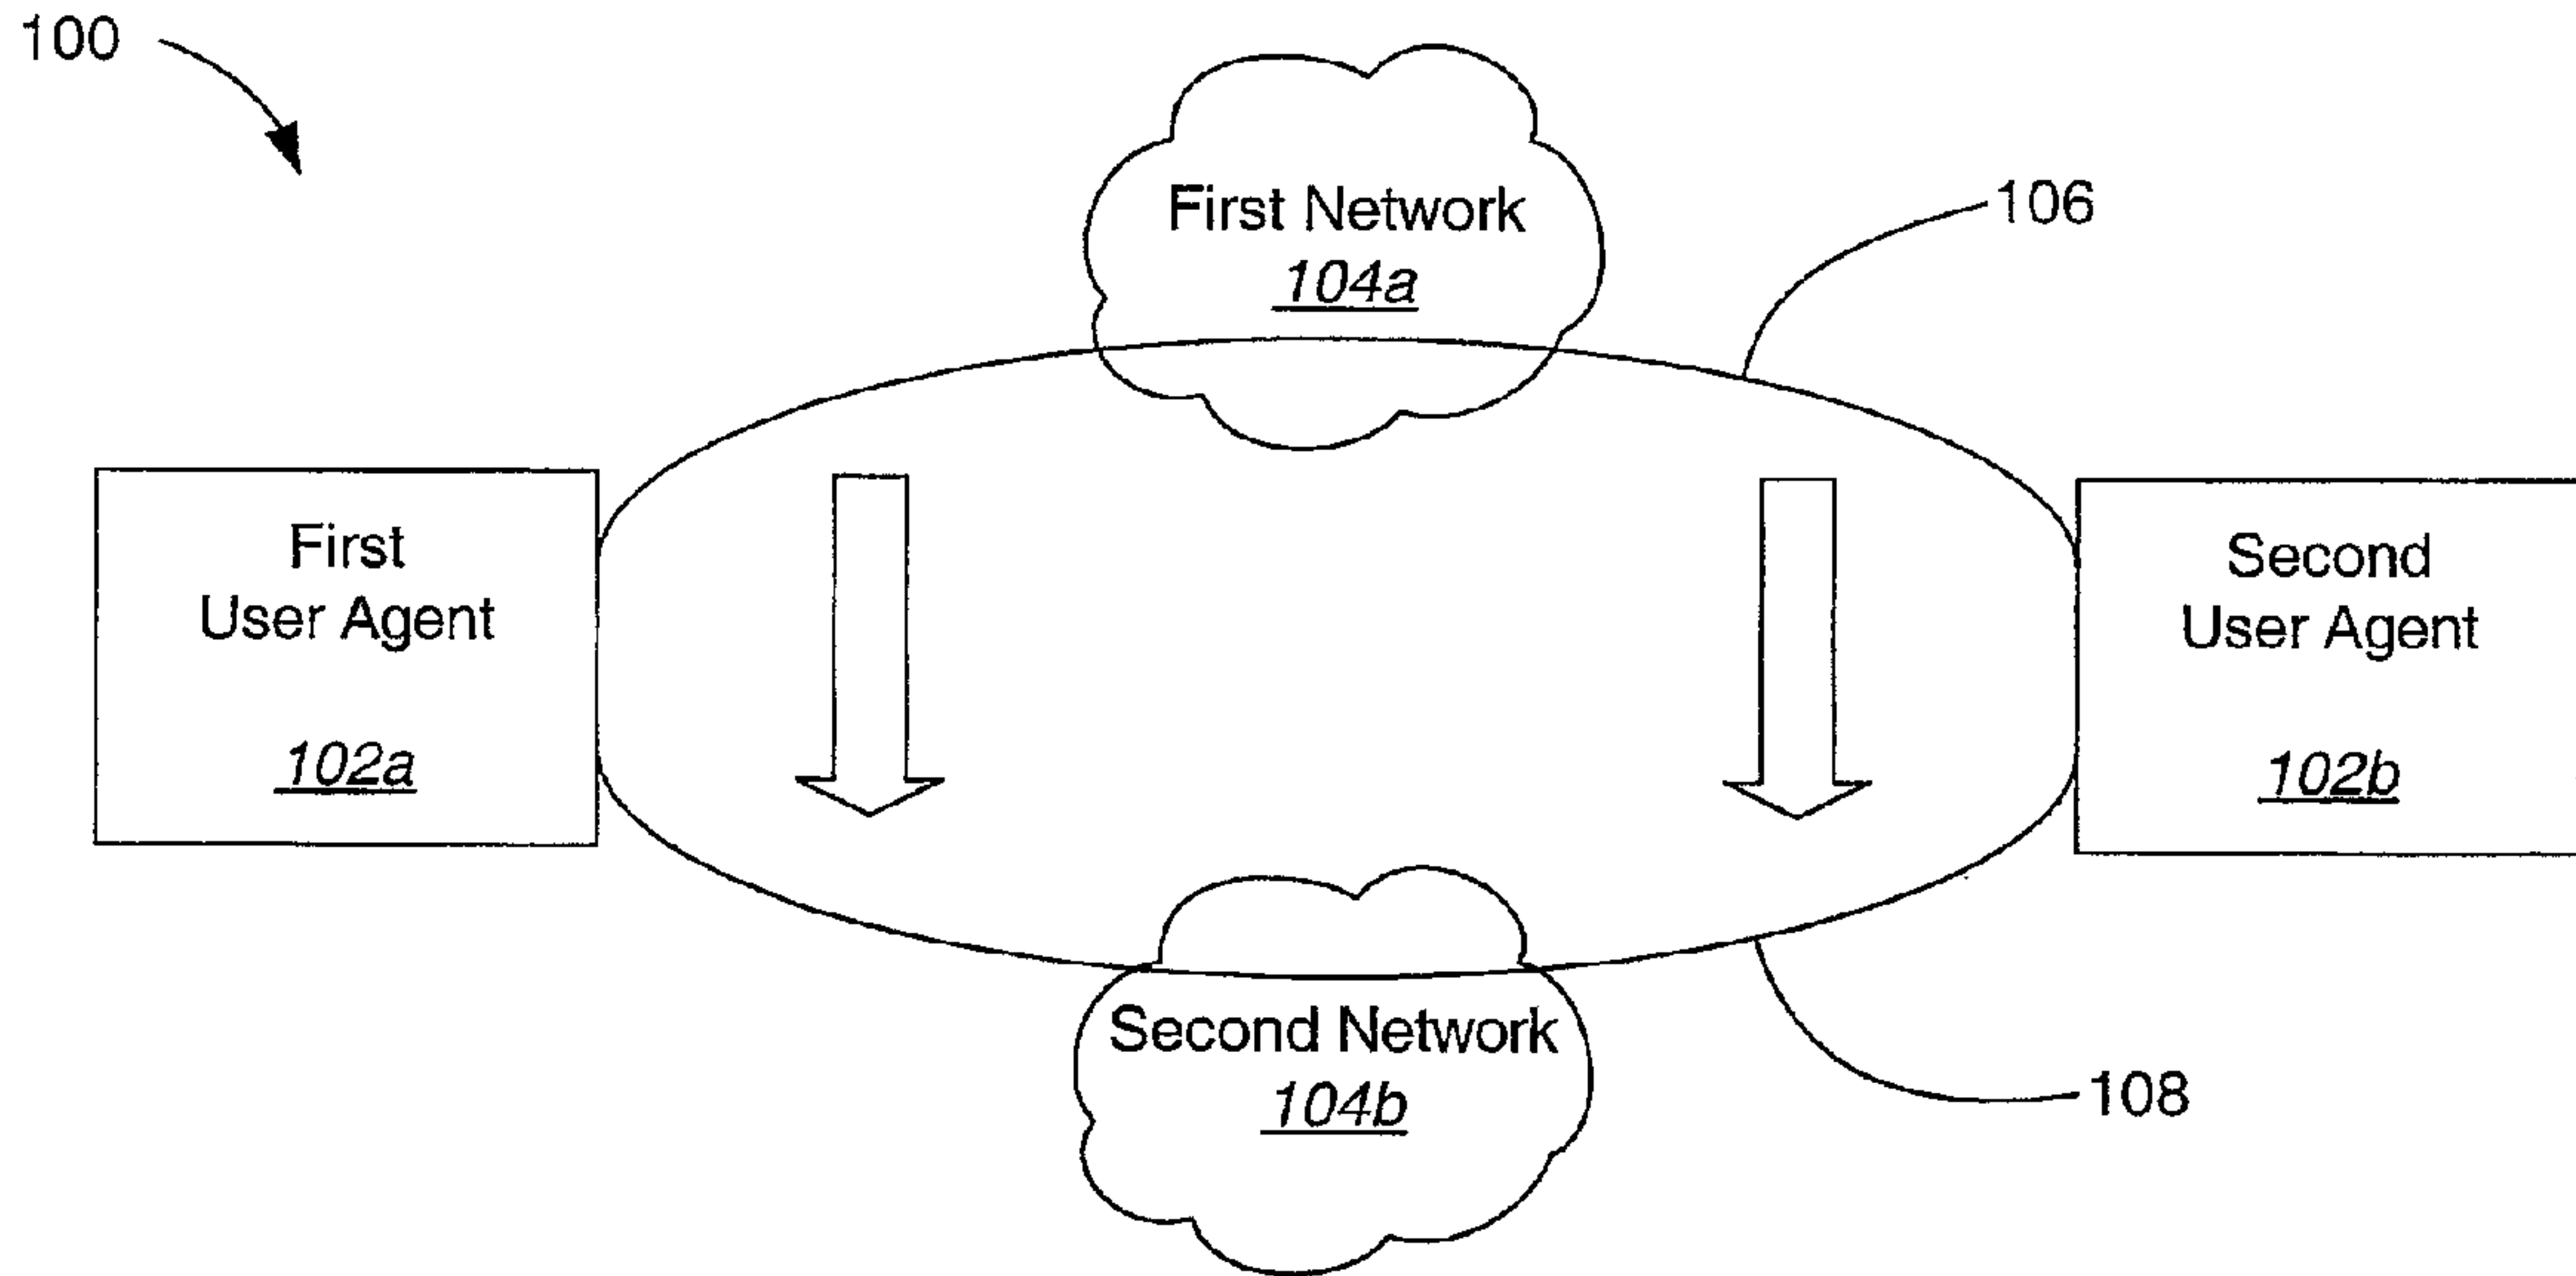 100
First Network
104a
106
First
User Agent
102a
Second
User Agent
102b
Second Network
104b
108